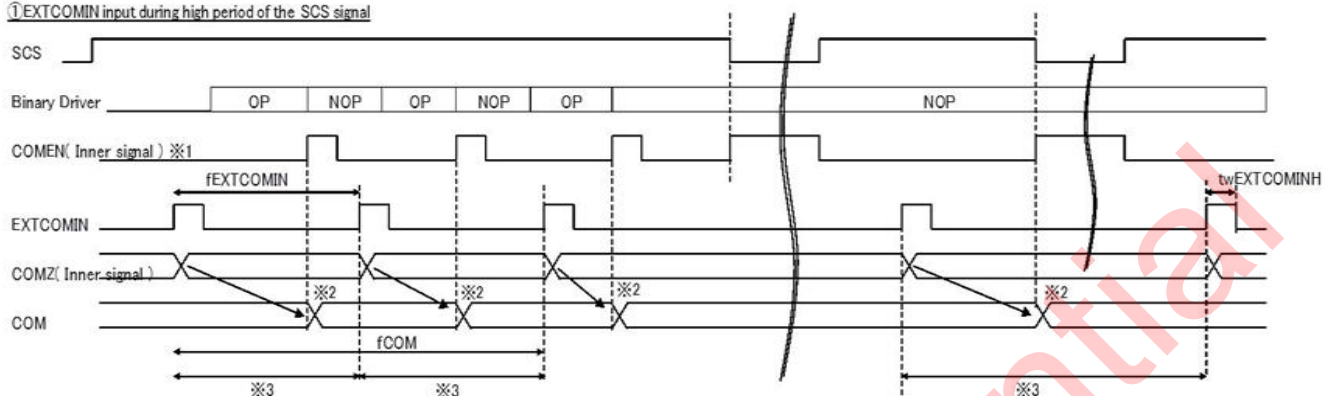 ①EXTCOMIN input during high period of the SCS signal
SCS
Binary Driver OP NOP OP NOP OP NOP
COMEN( Inner signal ) ※1
fEXTCOMIN twEXTCOMINH
EXTCOMIN
COMZ( Inner signal )
※2 ※2 ※2 ※2
COM
fCOM
※3 ※3 ※3
ntial